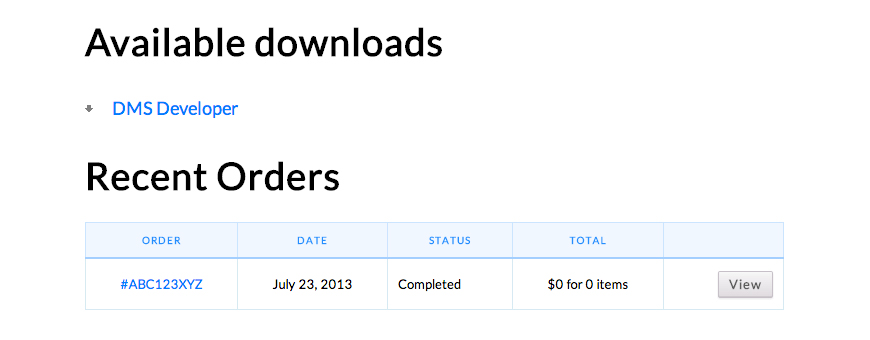 Available downloads
DMS Developer
Recent Orders
ORDER DATE STATUS TOTAL
#ABC123XYZ July 23, 2013 Completed $0 for 0 items View